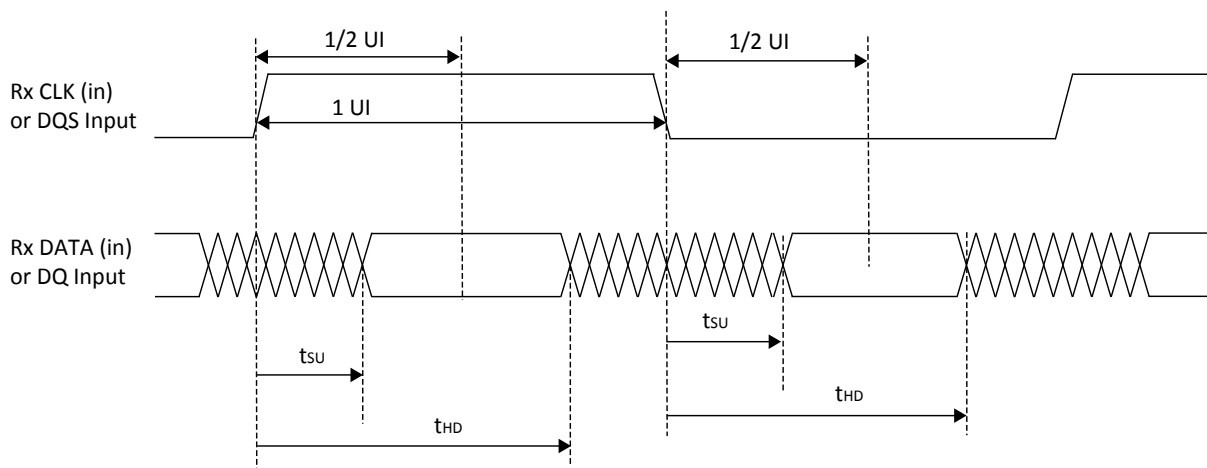 1/2 UI
1/2 UI
Rx CLK (in)
or DQS Input
1 UI
Rx DATA (in)
or DQ Input
tSU
tSU
tHD
tHD